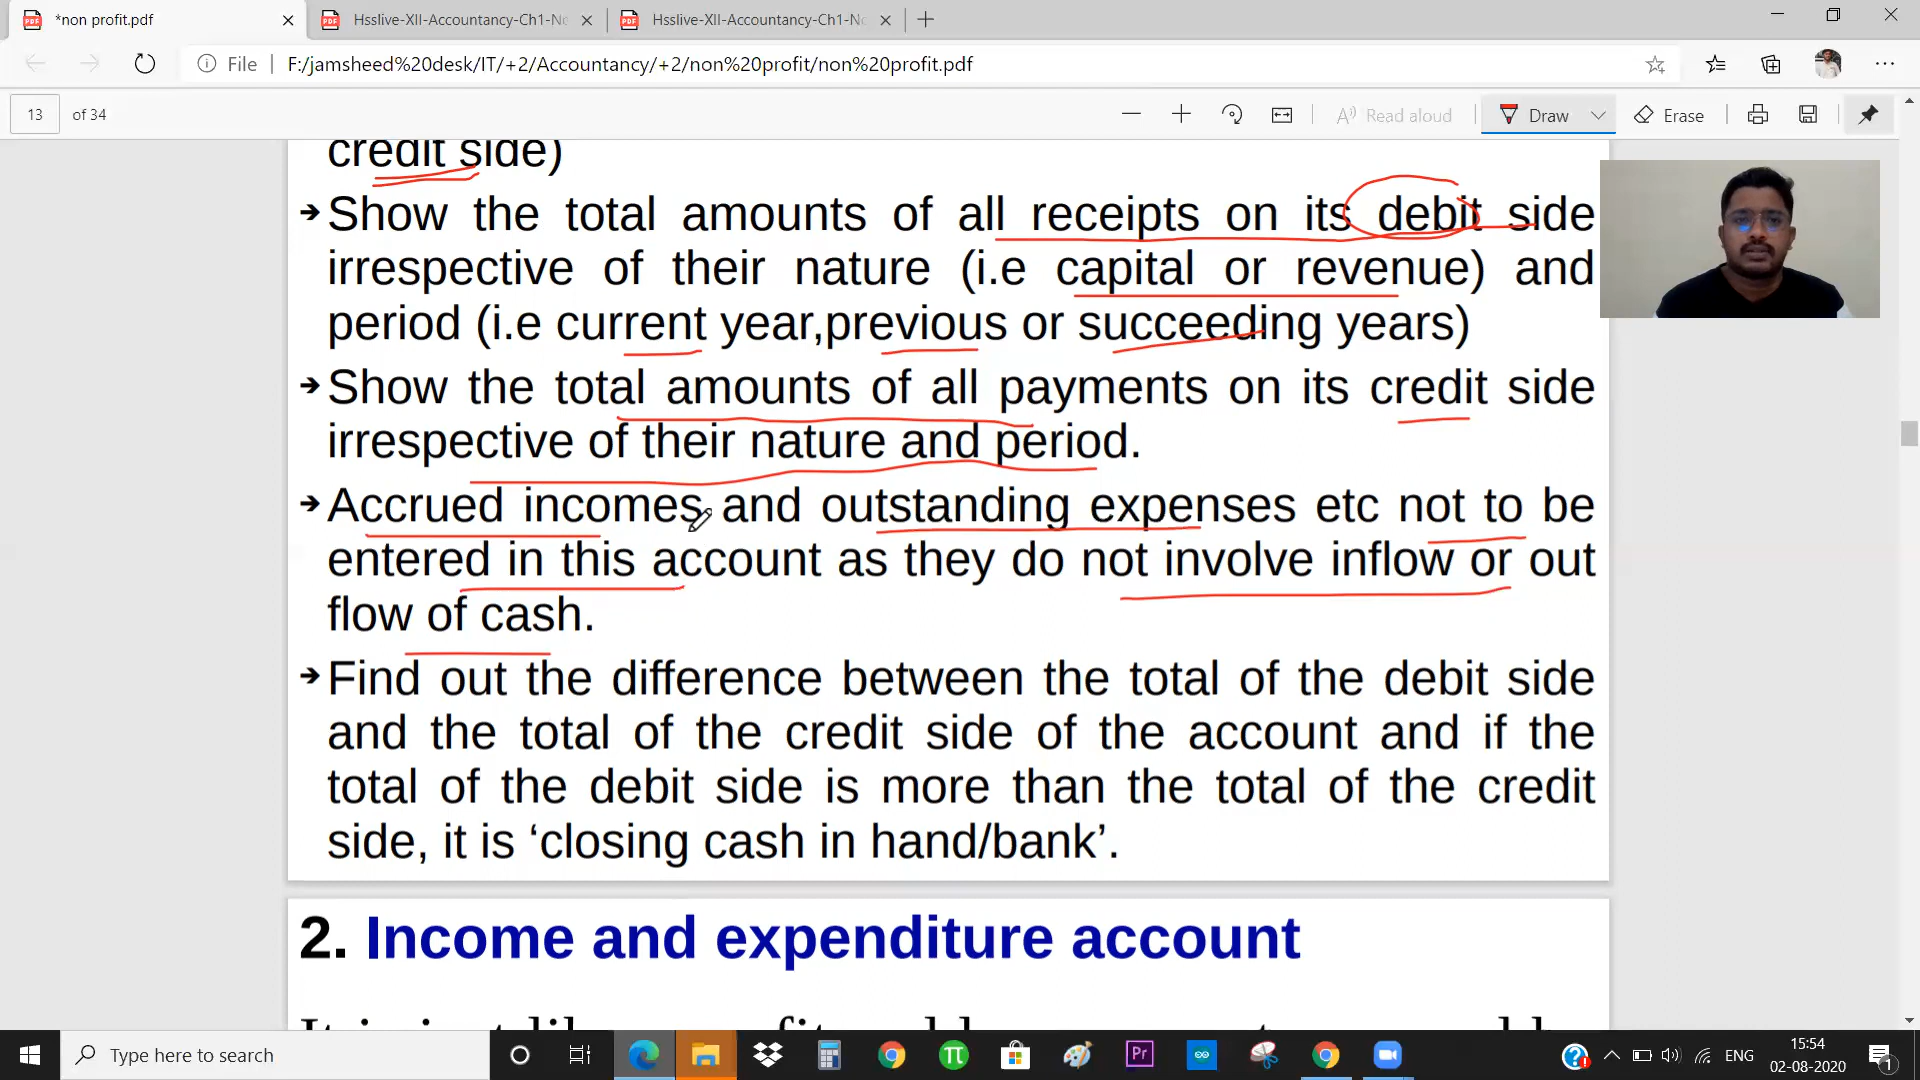 *non profit.pdf
Hsslive-XII-Accountancy-Ch1-No
Hsslive-XII-Accountancy-Ch1-No
File
F:/jamsheed%20desk/IT/+2/Accountancy/+2/non%20profit/non%20profit.pdf
13 of 34
Read aloud
Draw
Erase
credit side)
➔ Show the total amounts of all receipts on its debit side
irrespective of their nature (i.e capital or revenue) and
period (i.e current year,previous or succeeding years)
➔ Show the total amounts of all payments on its credit side
irrespective of their nature and period.
➔ Accrued incomes and outstanding expenses etc not to be
entered in this account as they do not involve inflow or out
flow of cash.
➔ Find out the difference between the total of the debit side
and the total of the credit side of the account and if the
total of the debit side is more than the total of the credit
side, it is ‘closing cash in hand/bank’.
2. Income and expenditure account
Type here to search
Pr
ENG
15:54
02-08-2020
1